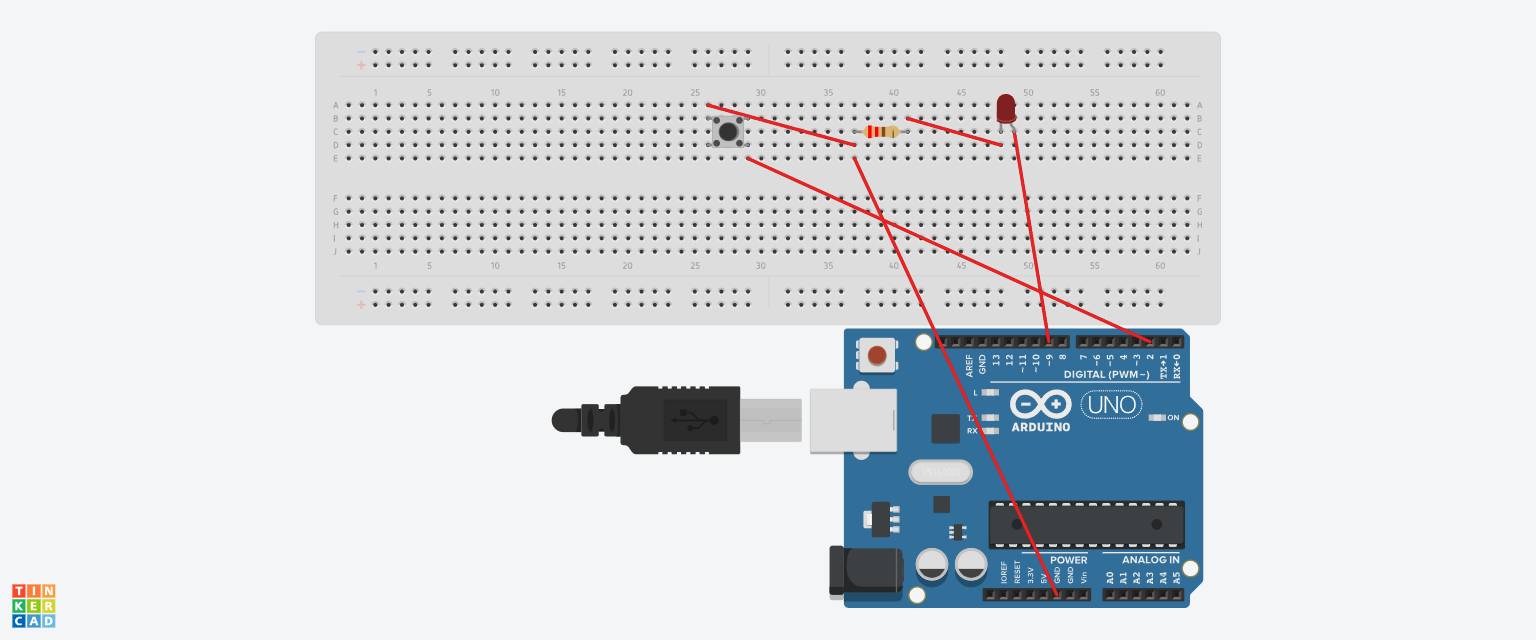 − −
+ +
1 5 10 15 20 25 30 35 40 45 50 55 60
A A
B B
C C
D D
E E
F F
G G
H H
I I
J J
1 5 10 15 20 25 30 35 40 45 50 55 60
−
+
AREF GND 13 12 ~11 ~10 ~9 8 7 ~6 ~5 4 ~3 2 TX→1 RX←0
DIGITAL (PWM~)
L
TX
RX
UNO
ON
ARDUINO
POWER ANALOG IN
IOREF RESET 3.3V 5V GND GND Vin A0 A1 A2 A3 A4 A5
TIN
KER
CAD